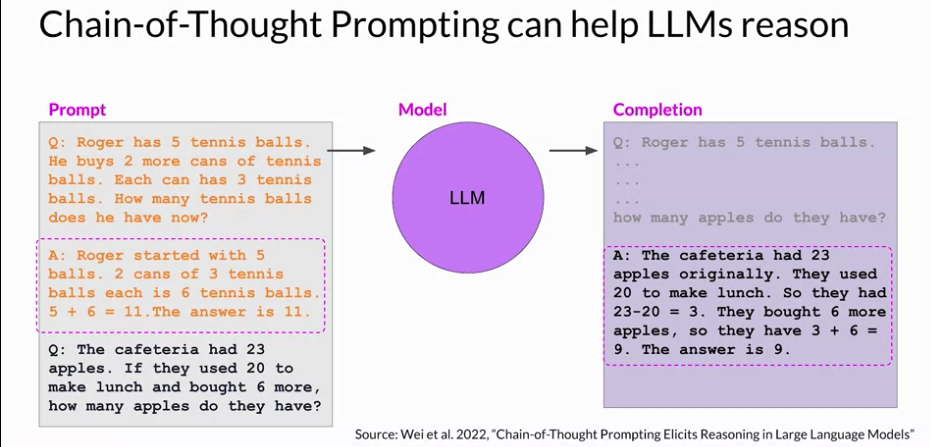 Chain-of-Thought Prompting can help LLMs reason
Prompt
Q: Roger has 5 tennis balls.
He buys 2 more cans of tennis
balls. Each can has 3 tennis
balls. How many tennis balls
does he have now?
A: Roger started with 5
balls. 2 cans of 3 tennis
balls each is 6 tennis balls.
5 + 6 = 11.The answer is 11.
Q: The cafeteria had 23
apples. If they used 20 to
make lunch and bought 6 more,
how many apples do they have?
Model
LLM
Completion
Q: Roger has 5 tennis balls.
...
...
...
how many apples do they have?
A: The cafeteria had 23
apples originally. They used
20 to make lunch. So they had
23-20 = 3. They bought 6 more
apples, so they have 3 + 6 =
9. The answer is 9.
Source: Wei et al. 2022, "Chain-of-Thought Prompting Elicits Reasoning in Large Language Models"